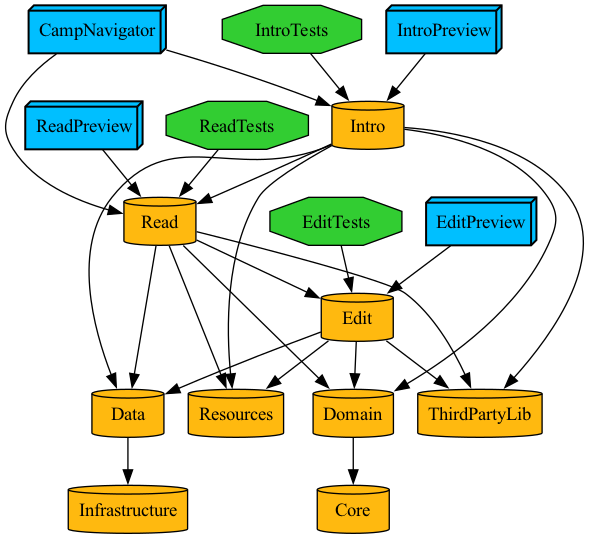 CampNavigator
IntroTests
IntroPreview
ReadPreview
ReadTests
Intro
Read
EditTests
EditPreview
Edit
Data
Resources
Domain
ThirdPartyLib
Infrastructure
Core